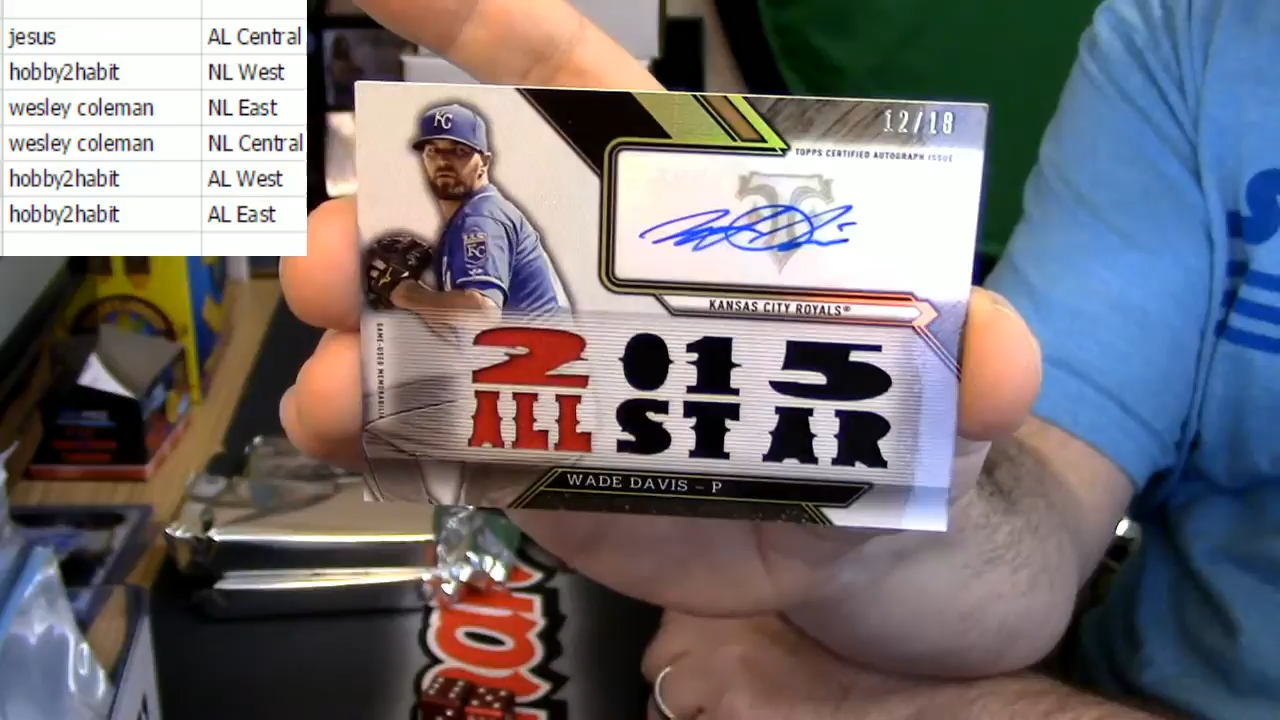 jesus AL Central
hobby2habit NL West
wesley coleman NL East
wesley coleman NL Central
hobby2habit AL West
hobby2habit AL East
12/18
TOPPS CERTIFIED AUTOGRAPH ISSUE
KC
KC
KANSAS CITY ROYALS®
GAME-USED MEMORABILIA
2015
ALL STAR
WADE DAVIS - P